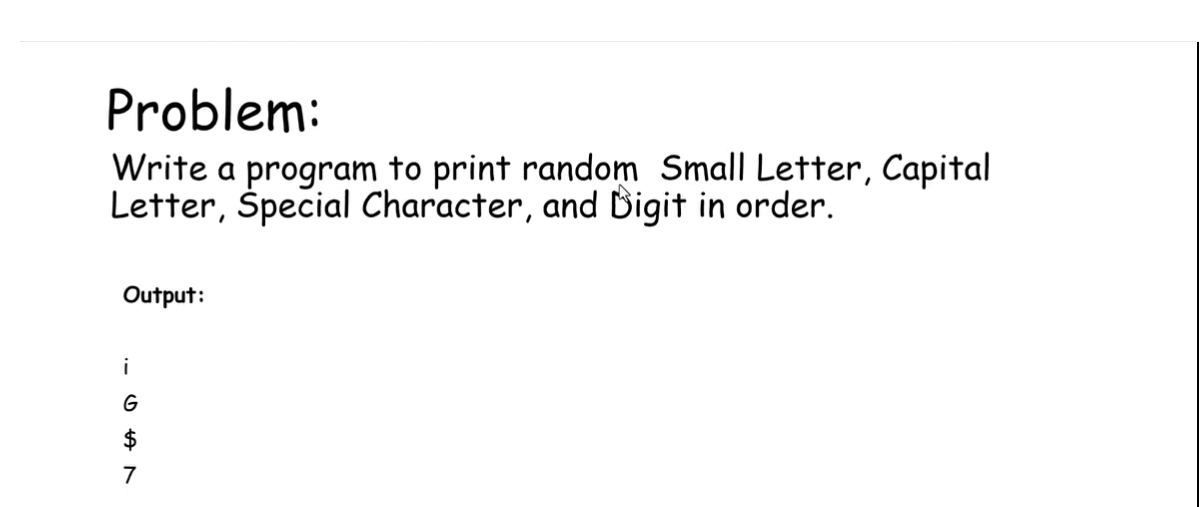 Problem:
Write a program to print random Small Letter, Capital
Letter, Special Character, and Digit in order.
Output:
i
G
$
7